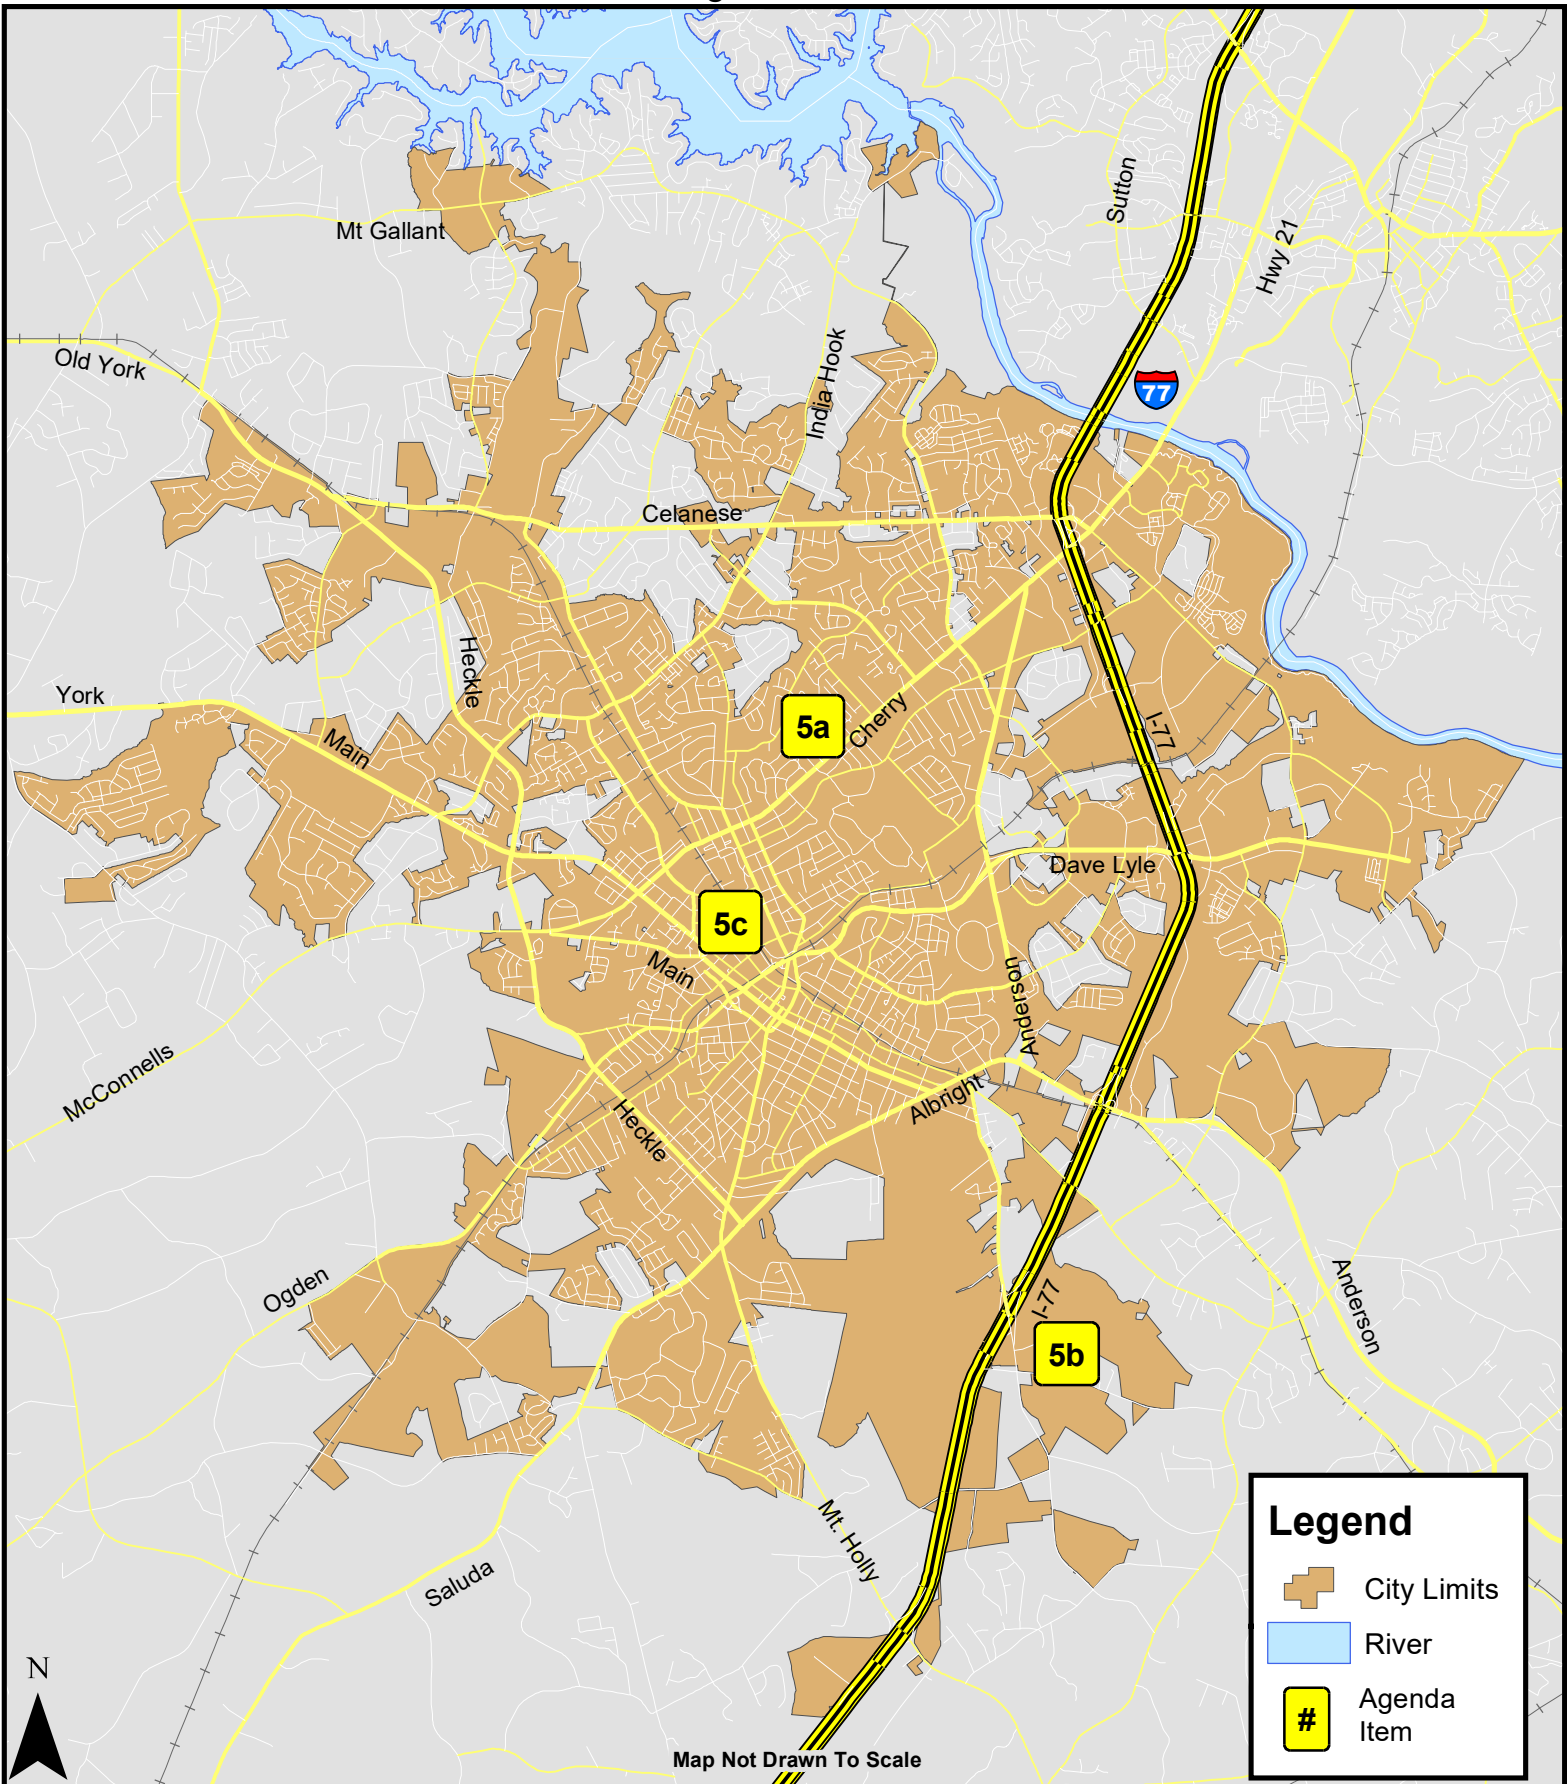 Sutton
Mt Gallant
Hwy 21
Old York
India Hook
77
Celanese
Heckle
York
Main
5a
Cherry
I-77
Dave Lyle
5c
Main
Anderson
McConnells
Albright
Heckle
Ogden
Anderson
I-77
5b
Mt. Holly
Saluda
Legend
City Limits
River
#
Agenda
Item
N
Map Not Drawn To Scale